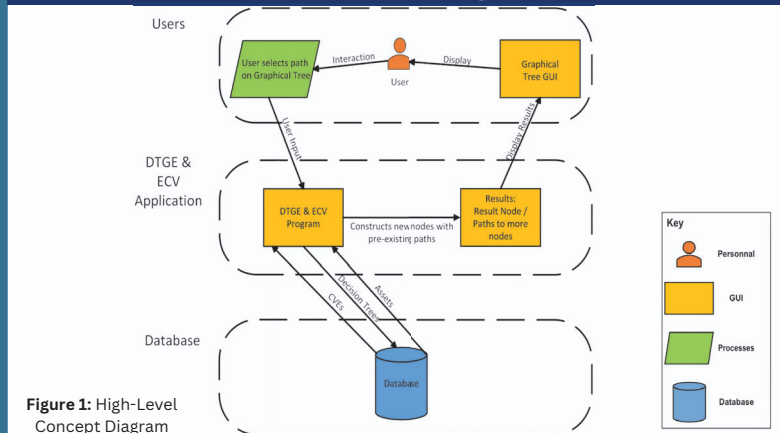 Users
User selects path
on Graphical Tree
Interaction
User
Display
Graphical
Tree GUI
User Input
Display Results
DTGE &
ECV
Application
DTGE & ECV
Program
Constructs new nodes with
pre-existing paths
Results:
Result Node /
Paths to more
nodes
CVEs
Decision Trees
Assets
Database
Database
Figure 1: High-Level
Concept Diagram
Key
Personnal
GUI
Processes
Database